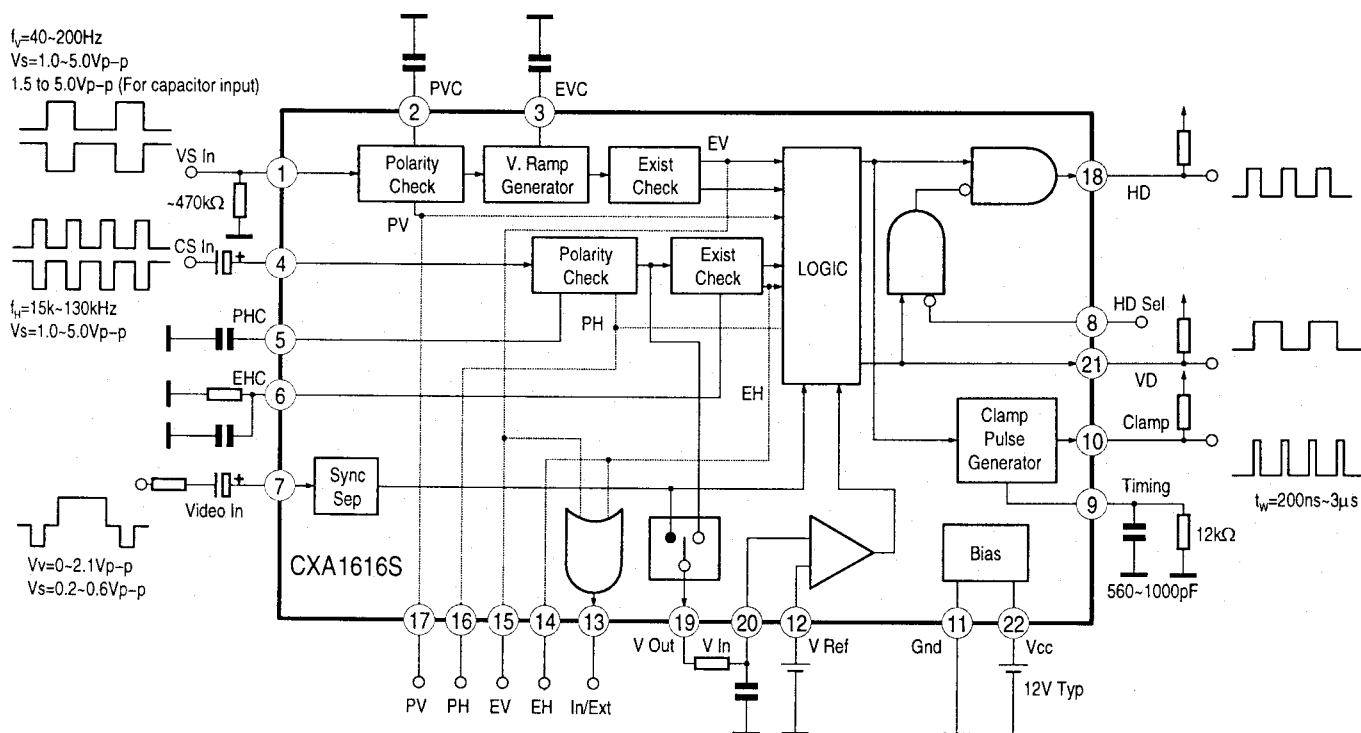 fV=40~200Hz
Vs=1.0~5.0Vp-p
1.5 to 5.0Vp-p (For capacitor input)
PVC
EVC
2
3
VS In
1
~470kΩ
Polarity
Check
V. Ramp
Generator
Exist
Check
EV
PV
LOGIC
18
HD
CS In
4
Polarity
Check
Exist
Check
fH=15k~130kHz
Vs=1.0~5.0Vp-p
PHC
5
PH
HD Sel
8
21
VD
EHC
6
EH
Clamp
Pulse
Generator
Clamp
10
7
Video In
Sync
Sep
Timing
9
tw=200ns~3μs
12kΩ
560~1000pF
Vv=0~2.1Vp-p
Vs=0.2~0.6Vp-p
CXA1616S
Bias
17
16
15
14
13
19
20
12
11
22
V Out
V In
V Ref
Gnd
Vcc
12V Typ
PV
PH
EV
EH
In/Ext